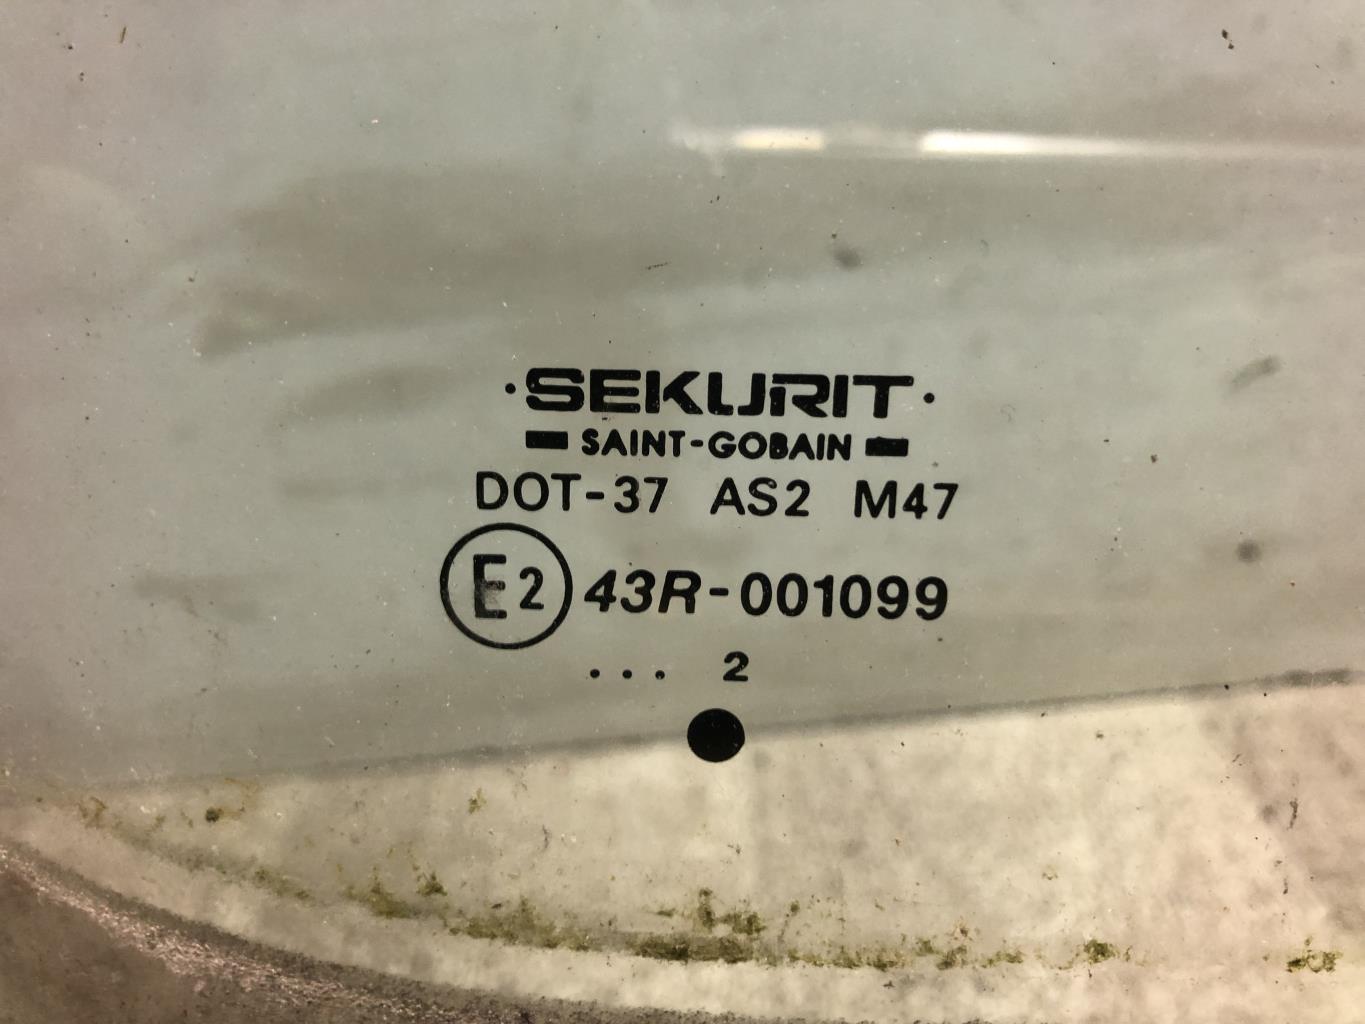 ·SEKURIT·
SAINT-GOBAIN
DOT-37 AS2 M47
E2 43R-001099
... 2